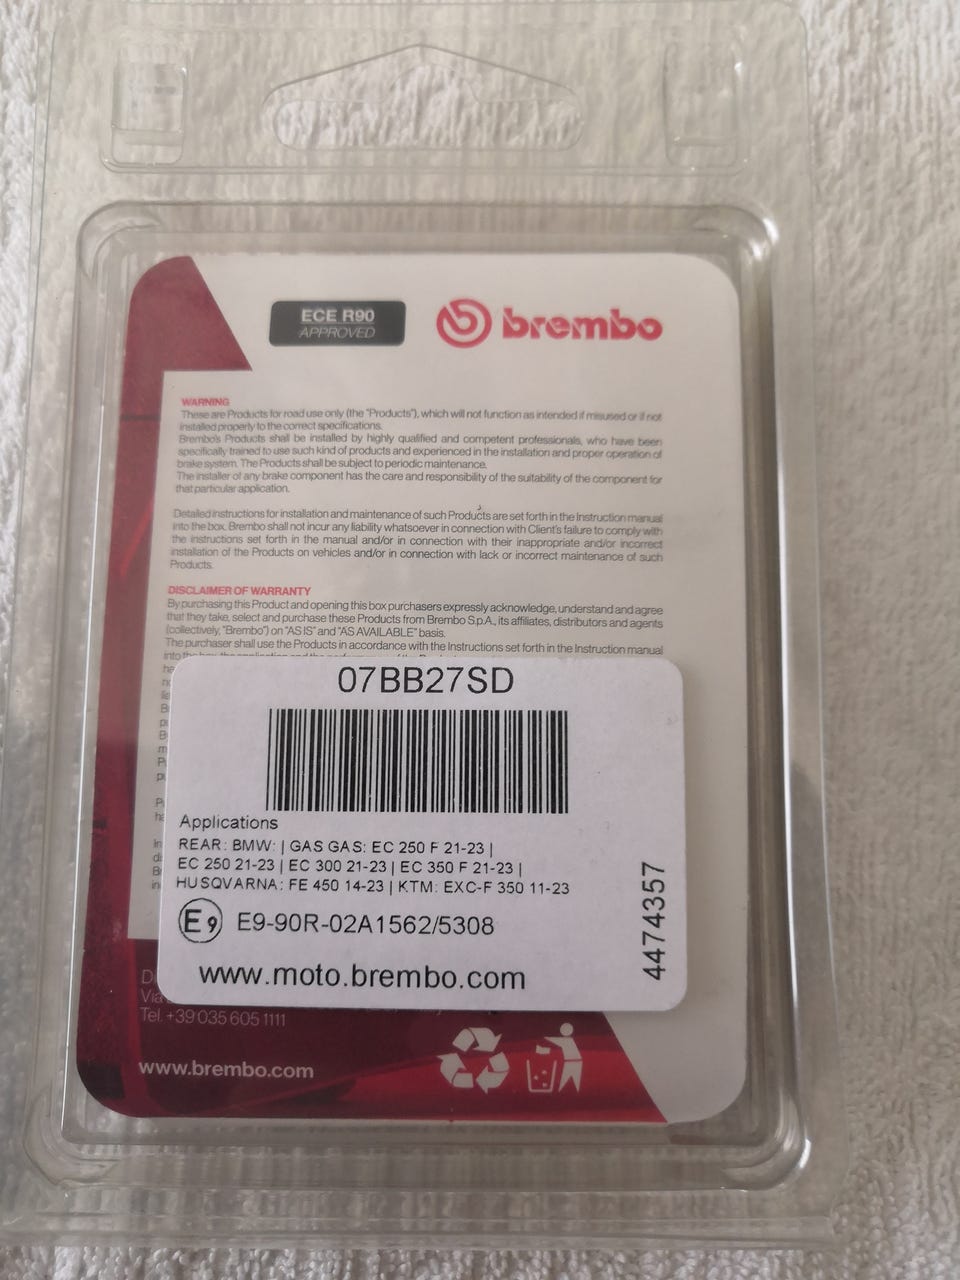 ECE R90
APPROVED
brembo
WARNING
These are Products for road use only (the "Products"), which will not function as intended if misused or if not
installed properly to the correct specifications.
Brembo's Products shall be installed by highly qualified and competent professionals, who have been
specifically trained to use such kind of products and experienced in the installation and proper operation of
brake system. The Products shall be subject to periodic maintenance.
The installer of any brake component has the care and responsibility of the suitability of the component for
that particular application.
Detailed instructions for installation and maintenance of such Products are set forth in the Instruction manual
into the box. Brembo shall not incur any liability whatsoever in connection with Client's failure to comply with
the instructions set forth in the manual and/or in connection with their inappropriate and/or incorrect
installation of the Products on vehicles and/or in connection with lack or incorrect maintenance of such
Products.
DISCLAIMER OF WARRANTY
By purchasing this Product and opening this box purchasers expressly acknowledge, understand and agree
that they take, select and purchase these Products from Brembo S.p.A., its affiliates, distributors and agents
(collectively, "Brembo") on "AS IS" and "AS AVAILABLE" basis.
The purchaser shall use the Products in accordance with the Instructions set forth in the Instruction manual
into
07BB27SD
Applications
REAR: BMW: | GAS GAS: EC 250 F 21-23 |
EC 250 21-23 | EC 300 21-23 | EC 350 F 21-23 |
HUSQVARNA: FE 450 14-23 | KTM: EXC-F 350 11-23
E9 E9-90R-02A1562/5308
www.moto.brembo.com
4474357
Via
Tel. +39 035 605 1111
www.brembo.com